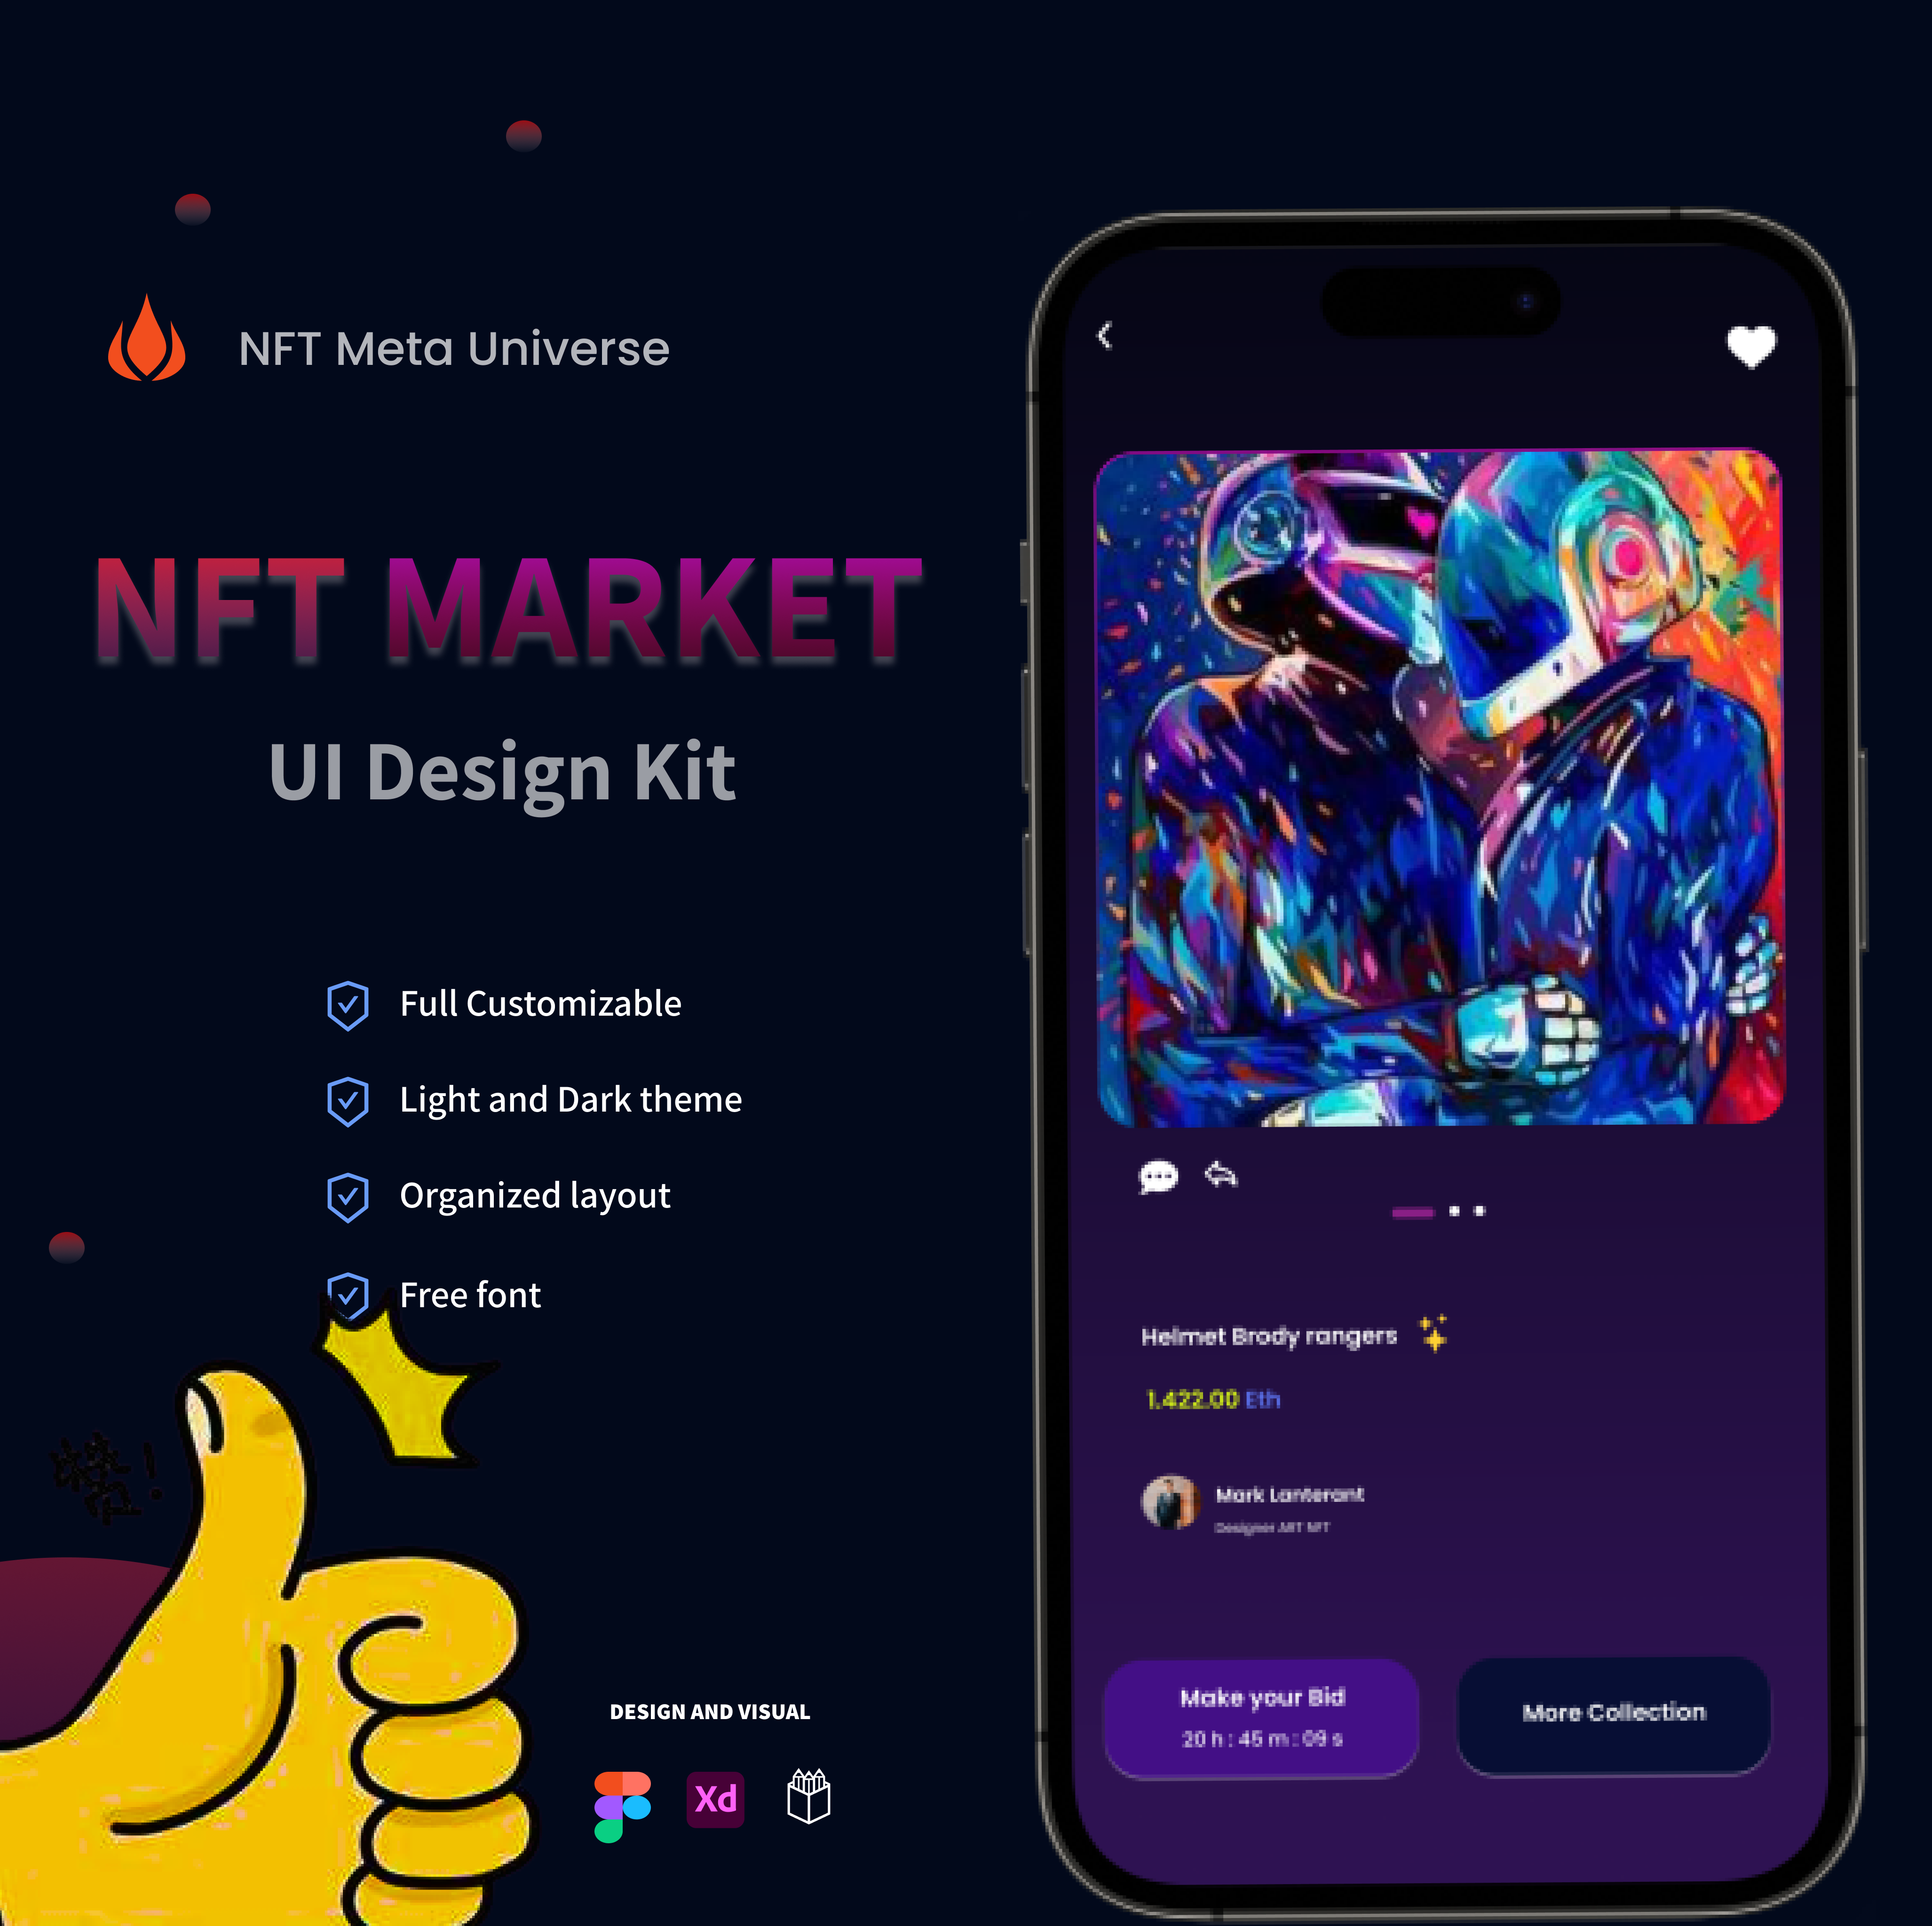 NFT Meta Universe
NFT MARKET
UI Design Kit
Full Customizable
Light and Dark theme
Organized layout
Free font
DESIGN AND VISUAL
Xd
Helmet Brody rangers
1.422.00 Eth
Mark Lanterant
Designer ART NFT
Make your Bid
20 h : 45 m : 09 s
More Collection